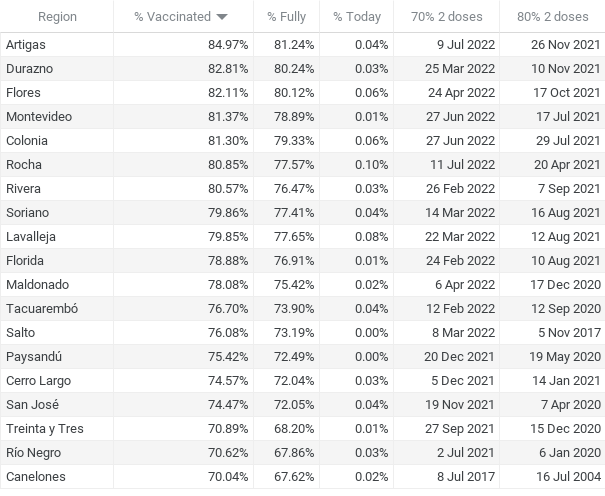 Region % Vaccinated % Fully % Today 70% 2 doses 80% 2 doses
Artigas 84.97% 81.24% 0.04% 9 Jul 2022 26 Nov 2021
Durazno 82.81% 80.24% 0.03% 25 Mar 2022 10 Nov 2021
Flores 82.11% 80.12% 0.06% 24 Apr 2022 17 Oct 2021
Montevideo 81.37% 78.89% 0.01% 27 Jun 2022 17 Jul 2021
Colonia 81.30% 79.33% 0.06% 27 Jun 2022 29 Jul 2021
Rocha 80.85% 77.57% 0.10% 11 Jul 2022 20 Apr 2021
Rivera 80.57% 76.47% 0.03% 26 Feb 2022 7 Sep 2021
Soriano 79.86% 77.41% 0.04% 14 Mar 2022 16 Aug 2021
Lavalleja 79.85% 77.65% 0.08% 22 Mar 2022 12 Aug 2021
Florida 78.88% 76.91% 0.01% 24 Feb 2022 10 Aug 2021
Maldonado 78.08% 75.42% 0.02% 6 Apr 2022 17 Dec 2020
Tacuarembó 76.70% 73.90% 0.04% 12 Feb 2022 12 Sep 2020
Salto 76.08% 73.19% 0.00% 8 Mar 2022 5 Nov 2017
Paysandú 75.42% 72.49% 0.00% 20 Dec 2021 19 May 2020
Cerro Largo 74.57% 72.04% 0.03% 5 Dec 2021 14 Jan 2021
San José 74.47% 72.05% 0.04% 19 Nov 2021 7 Apr 2020
Treinta y Tres 70.89% 68.20% 0.01% 27 Sep 2021 15 Dec 2020
Río Negro 70.62% 67.86% 0.03% 2 Jul 2021 6 Jan 2020
Canelones 70.04% 67.62% 0.02% 8 Jul 2017 16 Jul 2004